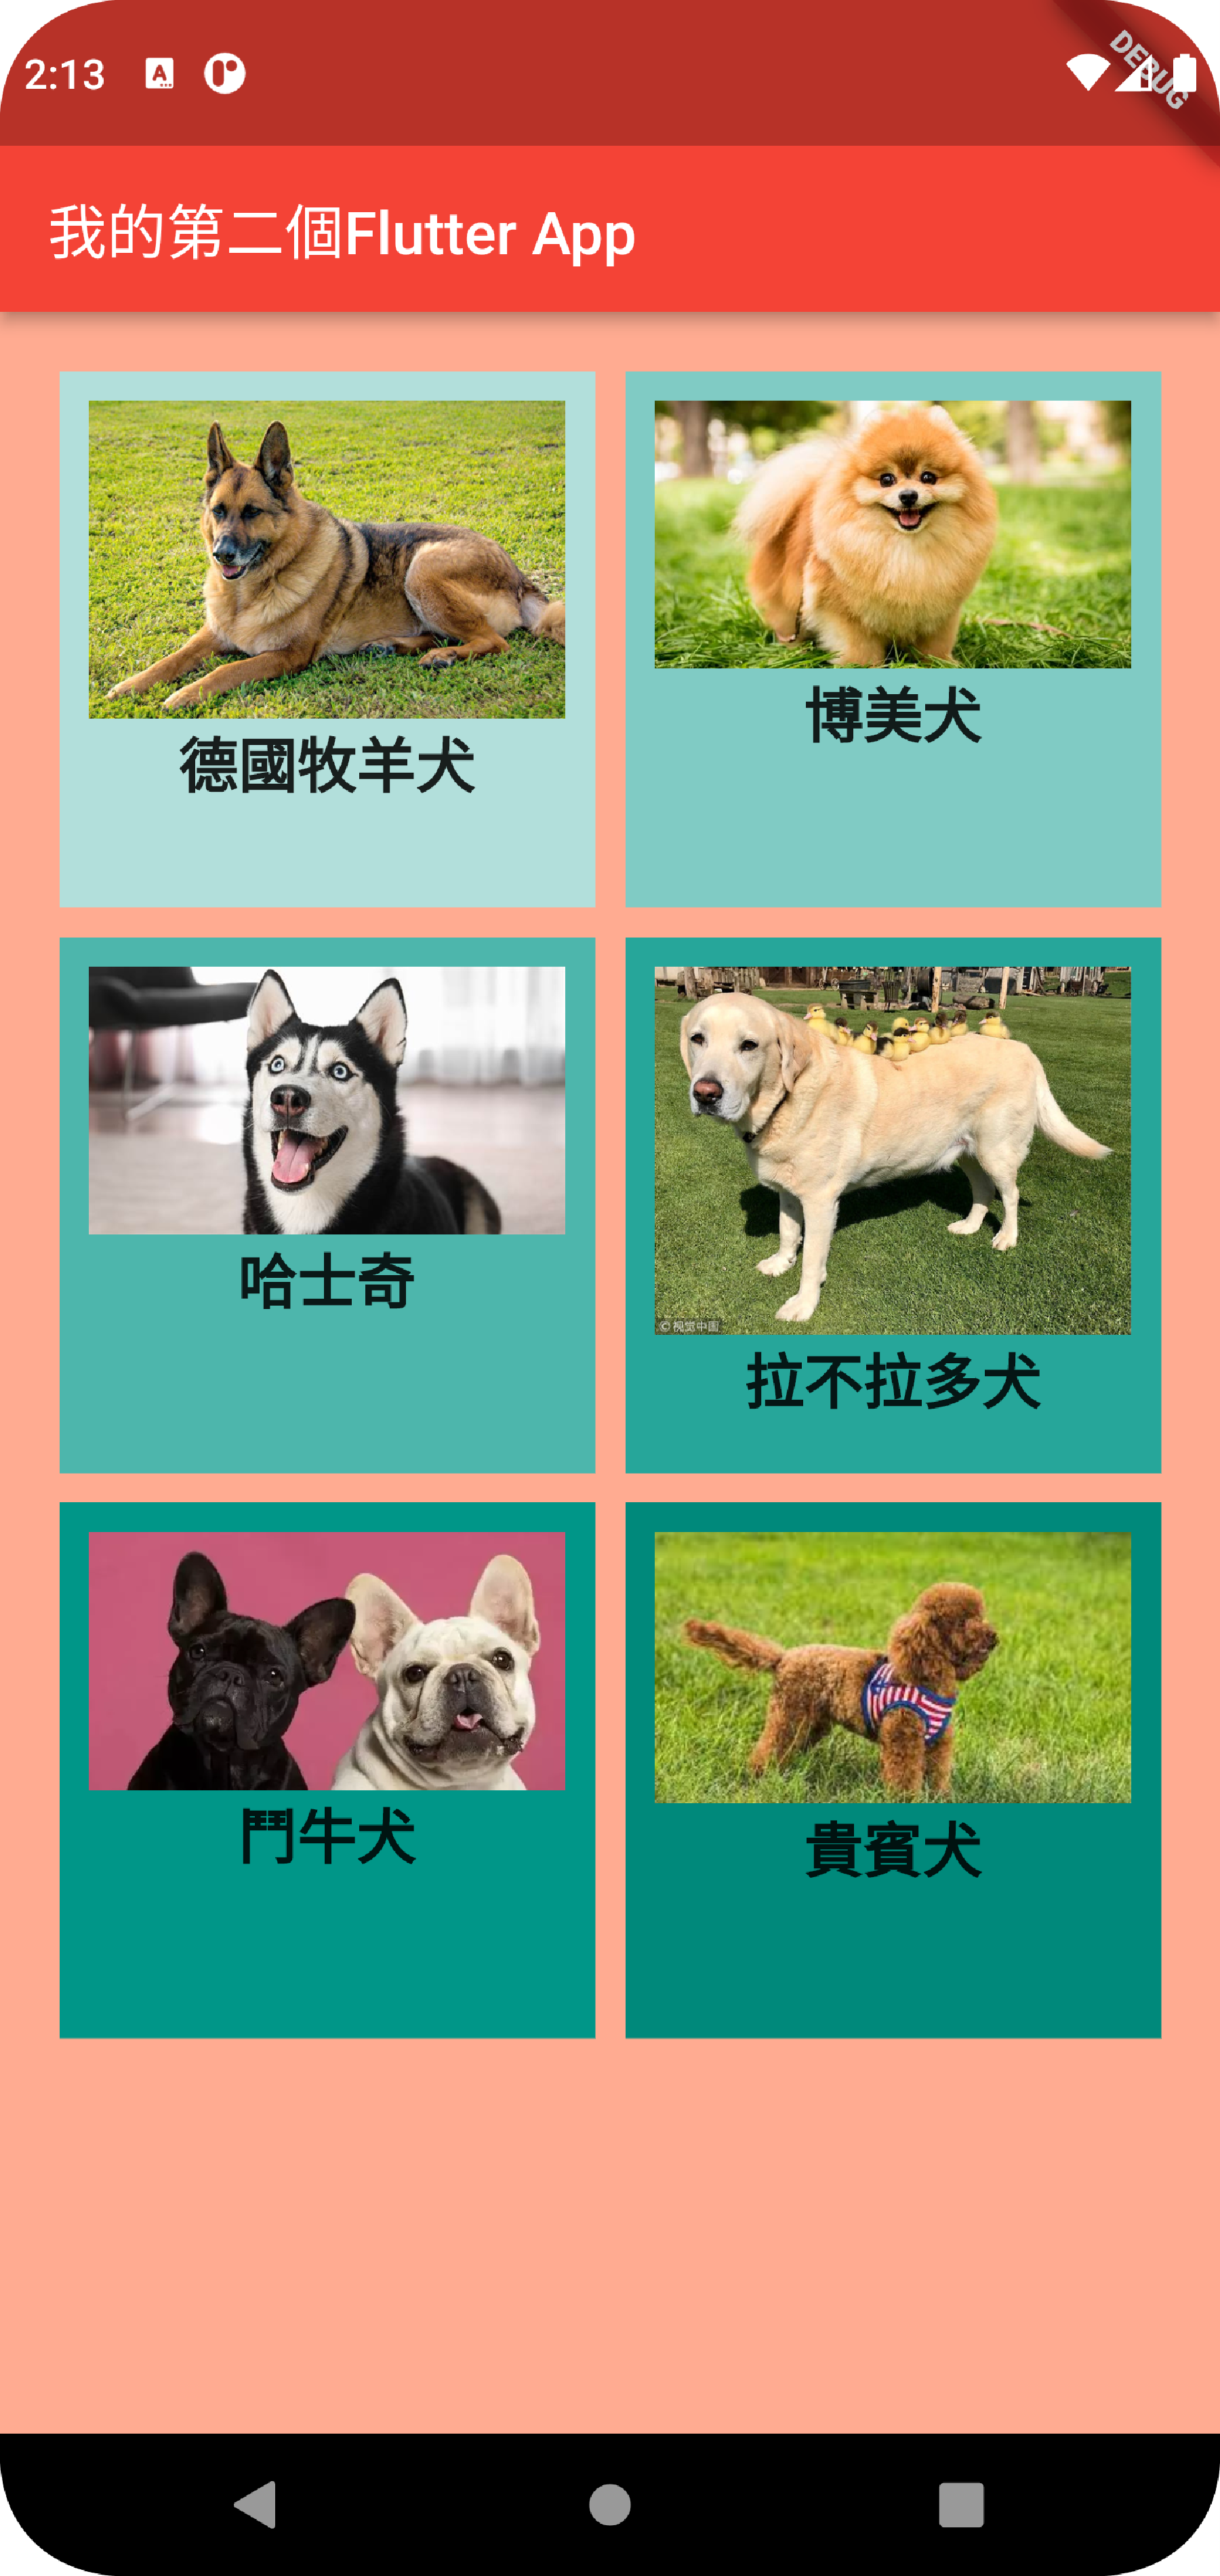 2:13
DEBUG
我的第二個Flutter App
德國牧羊犬
博美犬
哈士奇
© 视觉中国
拉不拉多犬
鬥牛犬
貴賓犬